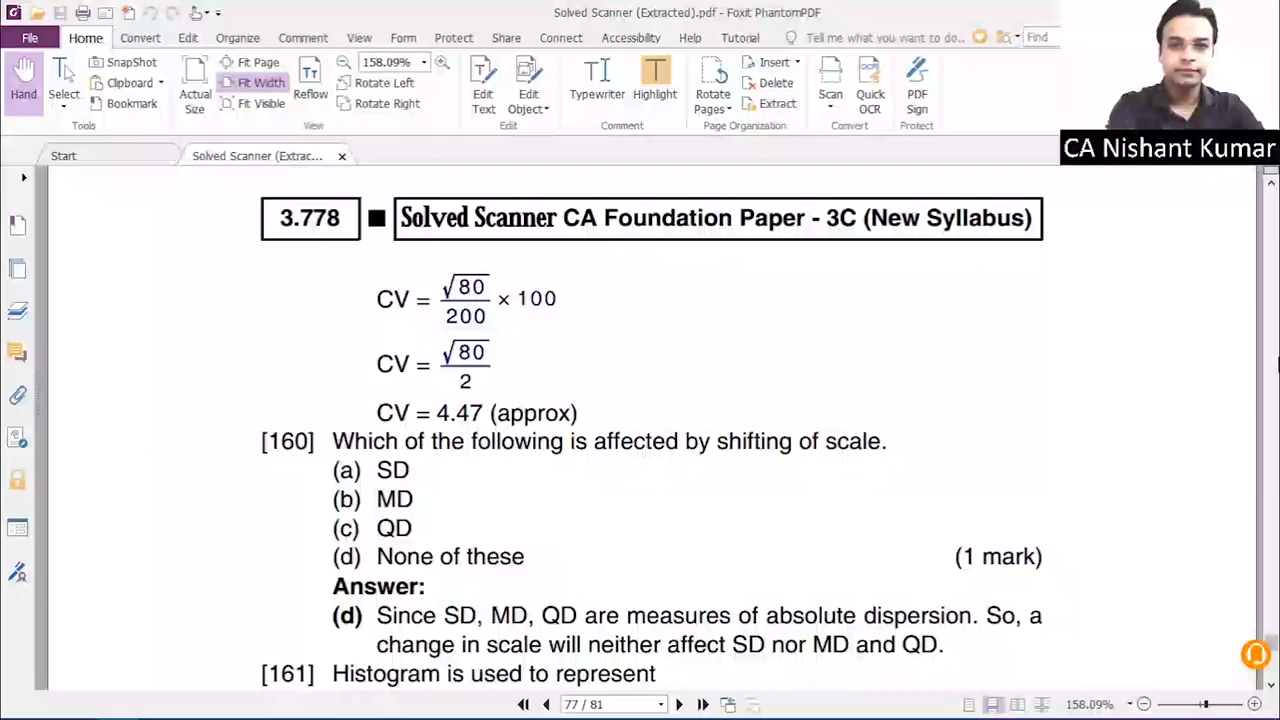 Solved Scanner (Extracted).pdf - Foxit PhantomPDF
File Home Convert Edit Organize Comment View Form Protect Share Connect Accessibility Help Tutorial Tell me what you want to do.. Find
Hand
Select
SnapShot
Clipboard
Bookmark
Tools
Actual Size
Fit Page
Fit Width
Fit Visible
Reflow
158.09%
Rotate Left
Rotate Right
View
Edit Text
Edit Object
Edit
Typewriter
Highlight
Comment
Rotate Pages
Insert
Delete
Extract
Page Organization
Scan
Quick OCR
Convert
PDF Sign
Protect
CA Nishant Kumar
Start
Solved Scanner (Extrac...
3.778 ■ Solved Scanner CA Foundation Paper - 3C (New Syllabus)
CV = √80 / 200 × 100
CV = √80 / 2
CV = 4.47 (approx)
[160] Which of the following is affected by shifting of scale.
(a) SD
(b) MD
(c) QD
(d) None of these (1 mark)
Answer:
(d) Since SD, MD, QD are measures of absolute dispersion. So, a
change in scale will neither affect SD nor MD and QD.
[161] Histogram is used to represent
77 / 81
158.09%